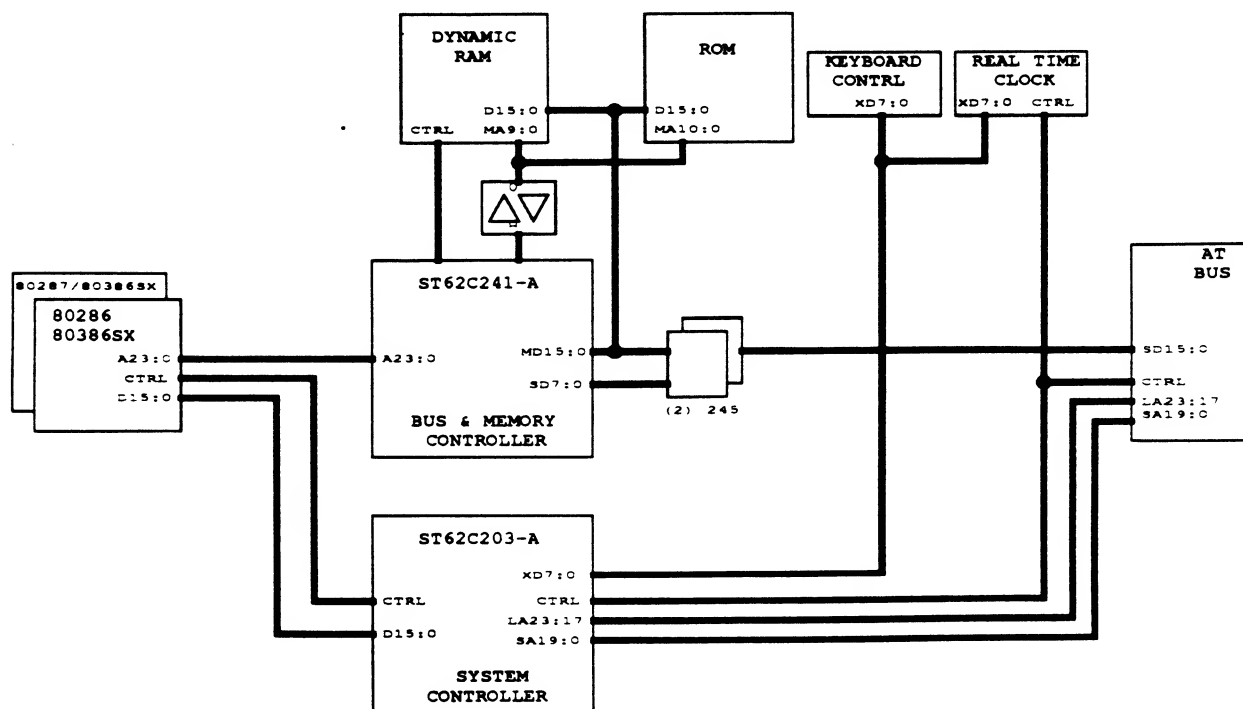 DYNAMIC
RAM
D15:0
CTRL MA9:0
ROM
D15:0
MA10:0
KEYBOARD
CONTRL
XD7:0
REAL TIME
CLOCK
XD7:0 CTRL
80287/80386SX
80286
80386SX
A23:0
CTRL
D15:0
ST62C241-A
A23:0
MD15:0
SD7:0
BUS & MEMORY
CONTROLLER
(2) 245
AT
BUS
SD15:0
CTRL
LA23:17
SA19:0
ST62C203-A
XD7:0
CTRL
CTRL
LA23:17
D15:0
SA19:0
SYSTEM
CONTROLLER